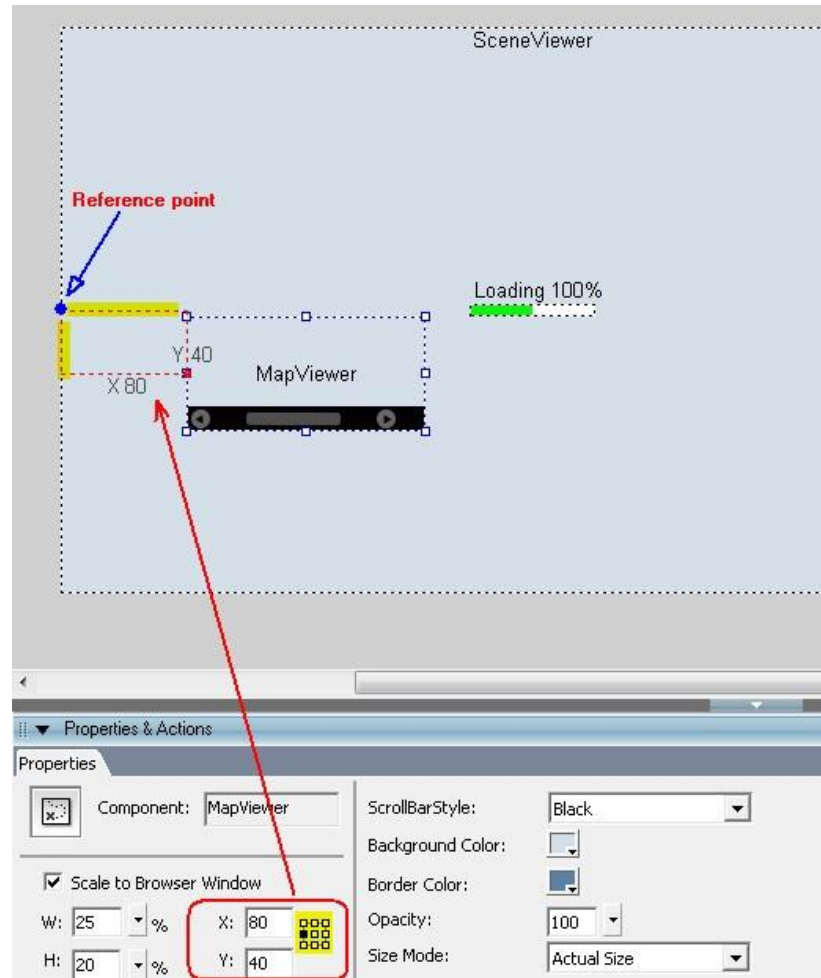 SceneViewer
Reference point
Loading 100%
Y 40
MapViewer
X 80
Properties & Actions
Properties
Component: MapViewer
ScrollBarStyle: Black
Background Color:
Scale to Browser Window
Border Color:
W: 25 % X: 80
Opacity: 100
H: 20 % Y: 40
Size Mode: Actual Size